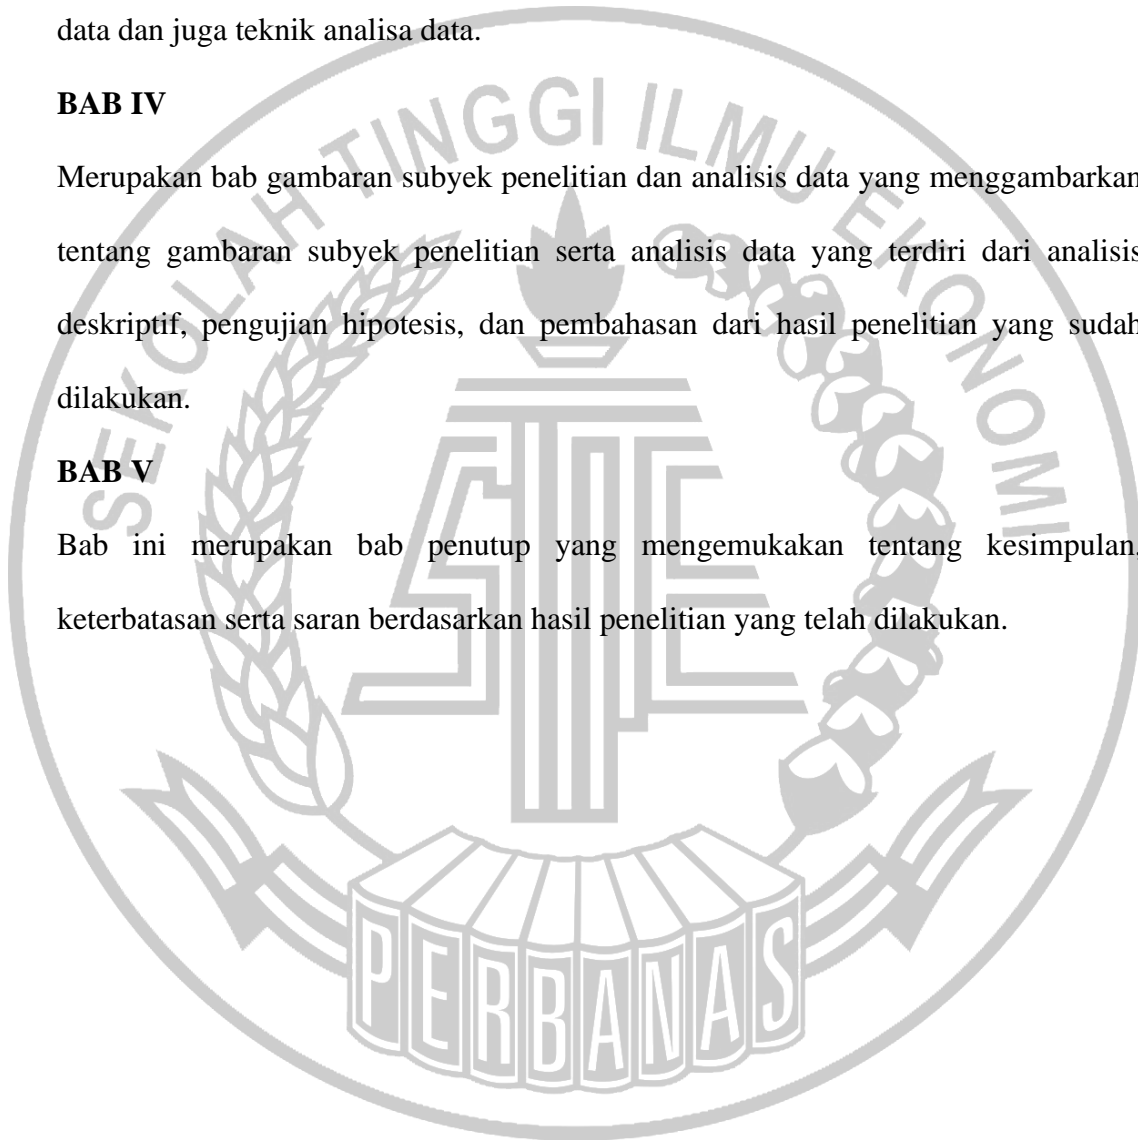 data dan juga teknik analisa data.
BAB IV
Merupakan bab gambaran subyek penelitian dan analisis data yang menggambarkan
tentang gambaran subyek penelitian serta analisis data yang terdiri dari analisis
deskriptif, pengujian hipotesis, dan pembahasan dari hasil penelitian yang sudah
dilakukan.
BAB V
Bab ini merupakan bab penutup yang mengemukakan tentang kesimpulan,
keterbatasan serta saran berdasarkan hasil penelitian yang telah dilakukan.
SEKOLAH TINGGI ILMU EKONOMI
STIE
PERBANAS